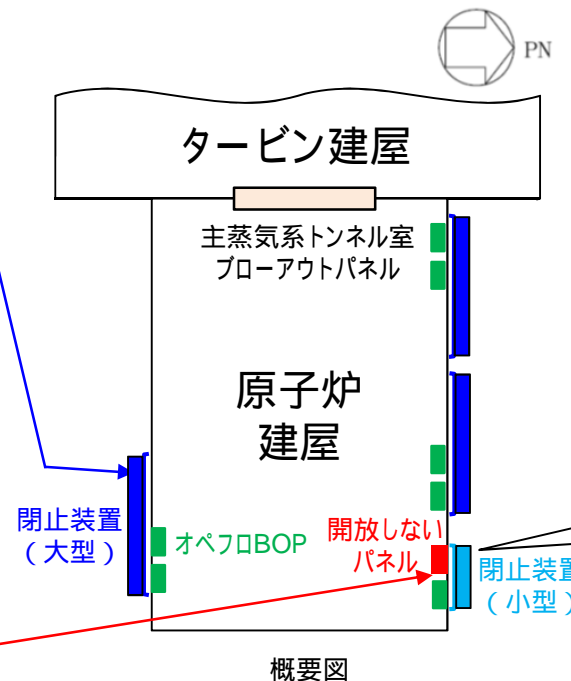 PN
タービン建屋
主蒸気系トンネル室
ブローアウトパネル
原子炉
建屋
閉止装置
（大型）
オペフロBOP
開放しない
パネル
閉止装置
（小型）
概要図